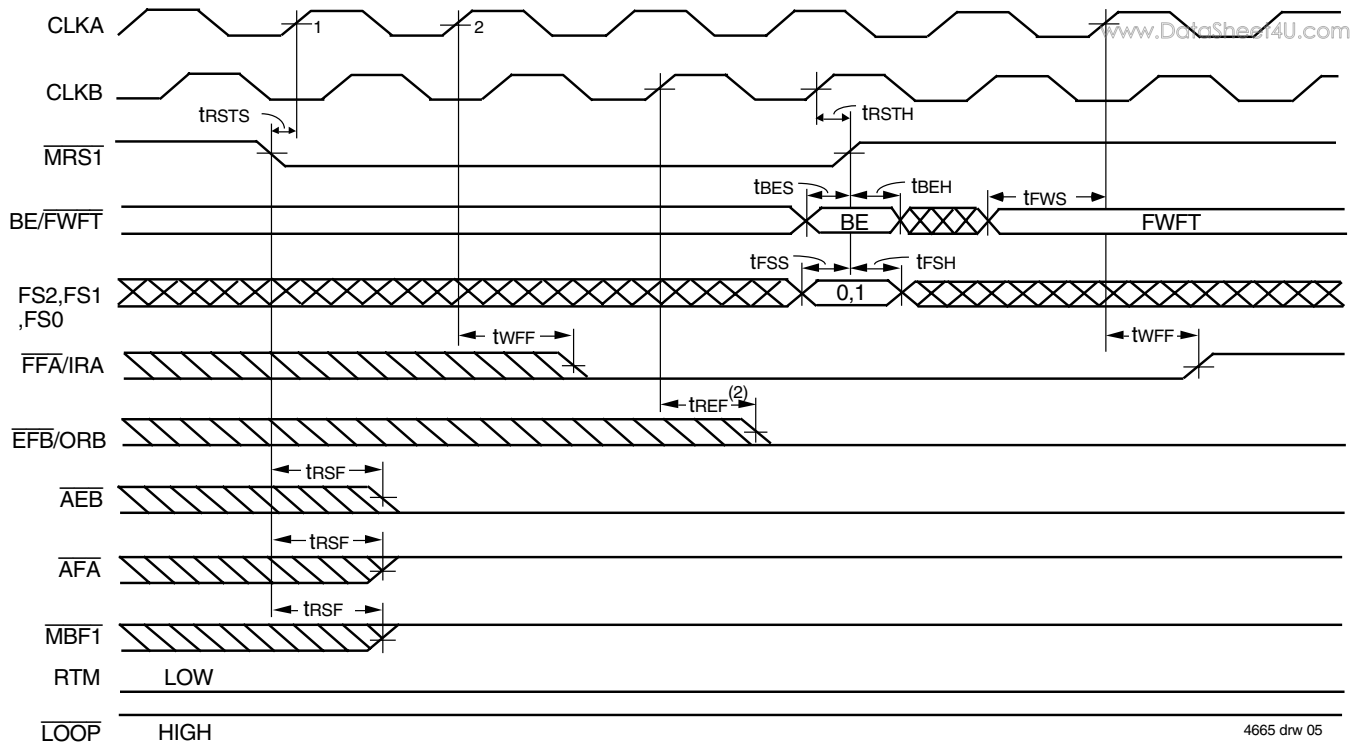 CLKA 1 2 www.DataSheet4U.com
CLKB
tRSTS tRSTH
MRS1
tBES tBEH tFWS
BE/FWFT BE FWFT
tFSS tFSH
FS2,FS1
,FS0 0,1
tWFF tWFF
FFA/IRA
tREF(2)
EFB/ORB
tRSF
AEB
tRSF
AFA
tRSF
MBF1
RTM LOW
LOOP HIGH
4665 drw 05